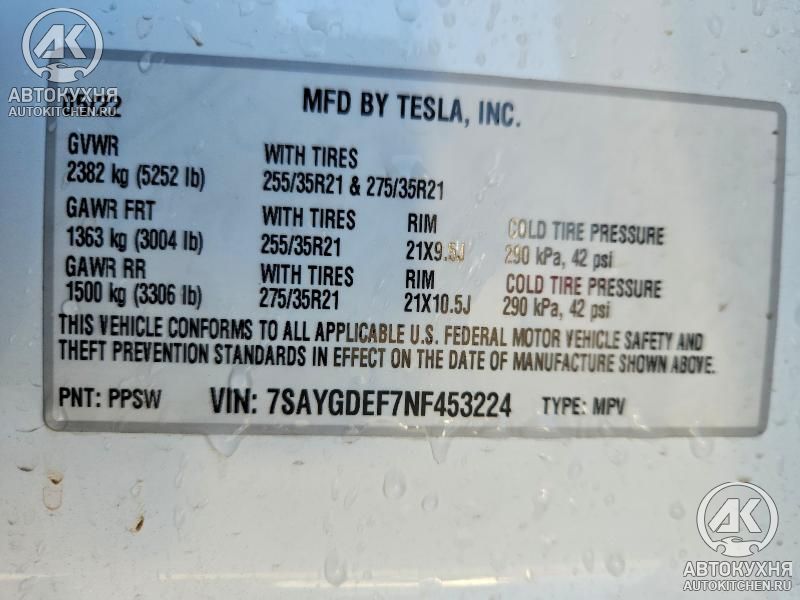 АВТОКУХНЯ
AUTOKITCHEN.RU
MFD BY TESLA, INC.
GVWR
2382 kg (5252 lb)
WITH TIRES
255/35R21 & 275/35R21
GAWR FRT
1363 kg (3004 lb)
WITH TIRES
255/35R21
RIM
21X9.5J
COLD TIRE PRESSURE
290 kPa, 42 psi
GAWR RR
1500 kg (3306 lb)
WITH TIRES
275/35R21
RIM
21X10.5J
COLD TIRE PRESSURE
290 kPa, 42 psi
THIS VEHICLE CONFORMS TO ALL APPLICABLE U.S. FEDERAL MOTOR VEHICLE SAFETY AND
THEFT PREVENTION STANDARDS IN EFFECT ON THE DATE OF MANUFACTURE SHOWN ABOVE.
PNT: PPSW VIN: 7SAYGDEF7NF453224 TYPE: MPV
AK
АВТОКУХНЯ
AUTOKITCHEN.RU